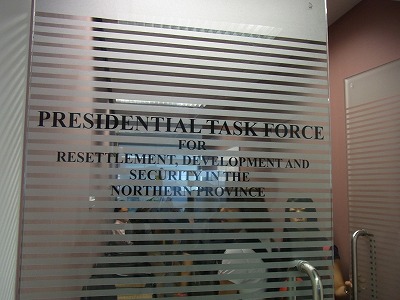 PRESIDENTIAL TASK FORCE
FOR
RESETTLEMENT, DEVELOPMENT AND
SECURITY IN THE
NORTHERN PROVINCE